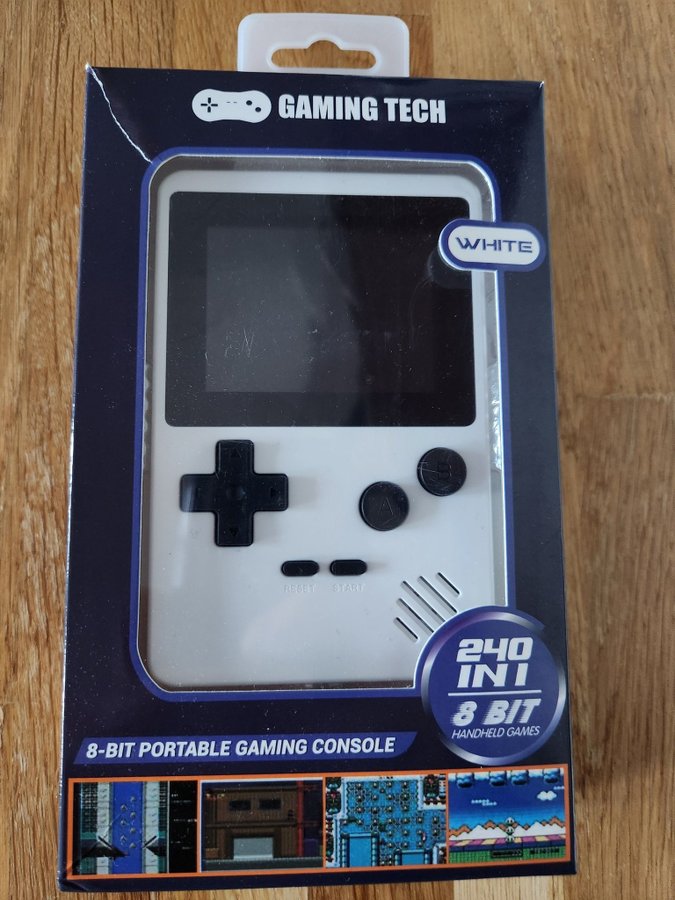 GAMING TECH
WHITE
B
A
RESET START
240
IN 1
8 BIT
HANDHELD GAMES
8-BIT PORTABLE GAMING CONSOLE